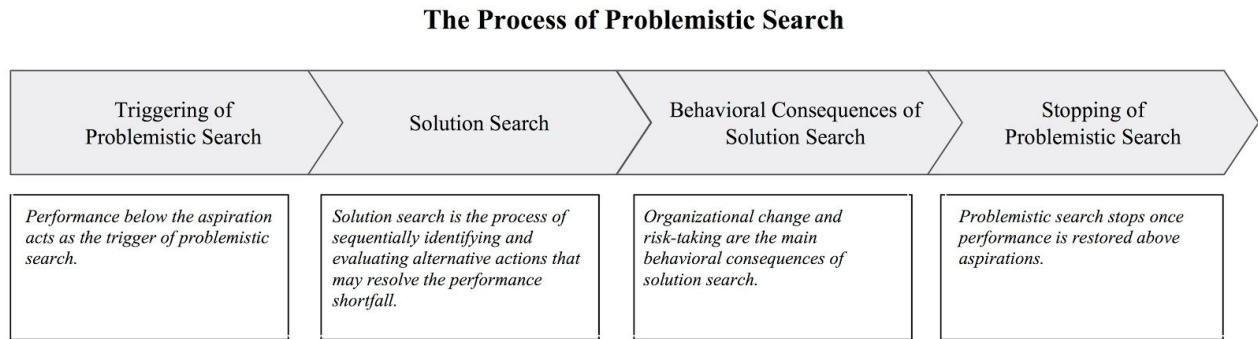 The Process of Problemistic Search
Triggering of
Problemistic Search
Solution Search
Behavioral Consequences of
Solution Search
Stopping of
Problemistic Search
Performance below the aspiration
acts as the trigger of problemistic
search.
Solution search is the process of
sequentially identifying and
evaluating alternative actions that
may resolve the performance
shortfall.
Organizational change and
risk-taking are the main
behavioral consequences of
solution search.
Problemistic search stops once
performance is restored above
aspirations.